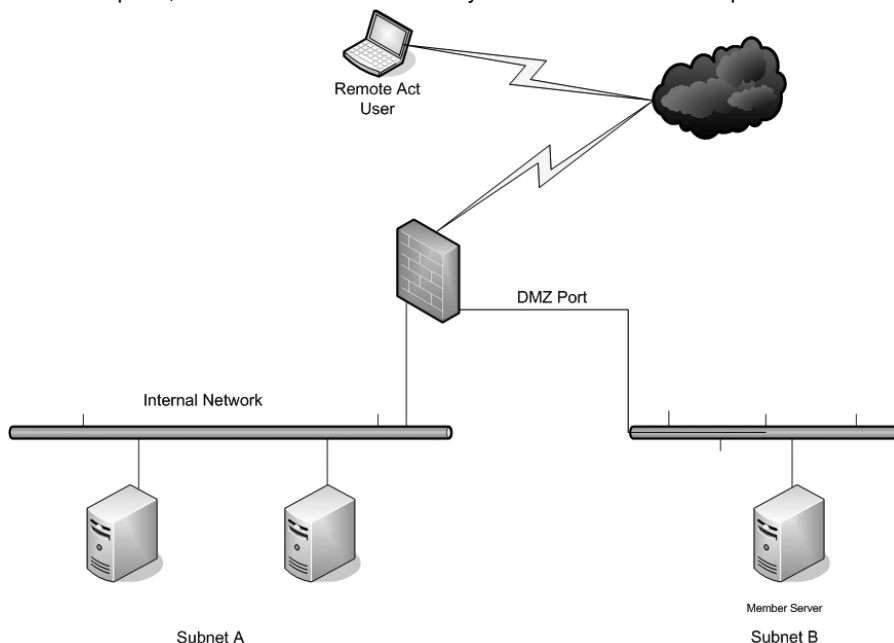 Remote Act
User
DMZ Port
Internal Network
Member Server
Subnet A
Subnet B